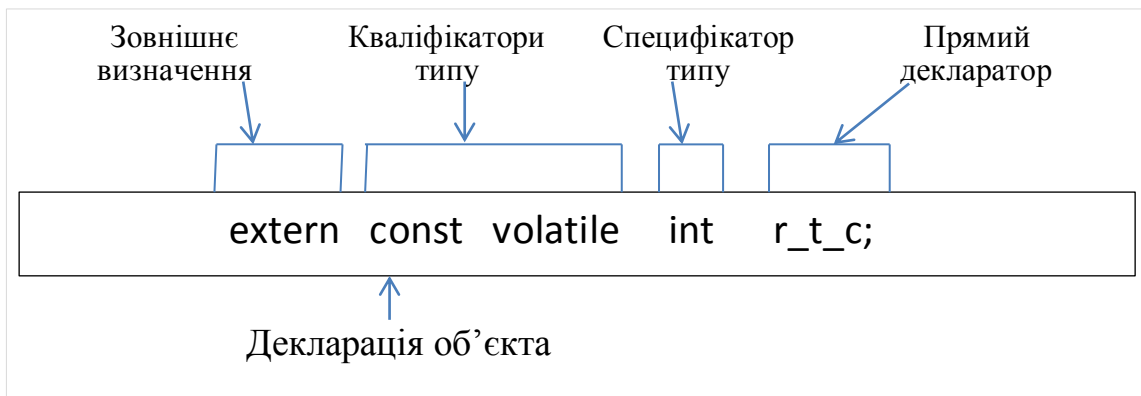 Зовнішнє визначення
Кваліфікатори типу
Специфікатор типу
Прямий декларатор
extern const volatile int r_t_c;
Декларація об’єкта